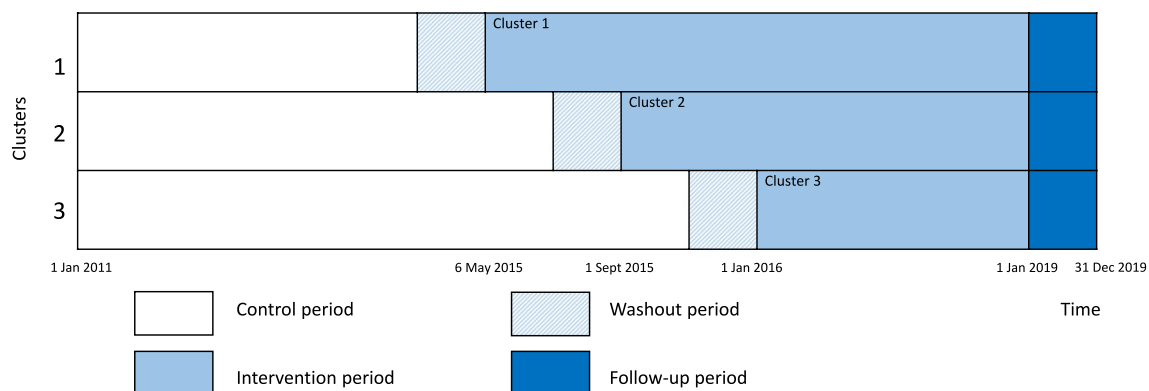 Cluster 1
Cluster 2
Cluster 3
Clusters
1
2
3
1 Jan 2011
6 May 2015
1 Sept 2015
1 Jan 2016
1 Jan 2019
31 Dec 2019
Control period
Washout period
Time
Intervention period
Follow-up period